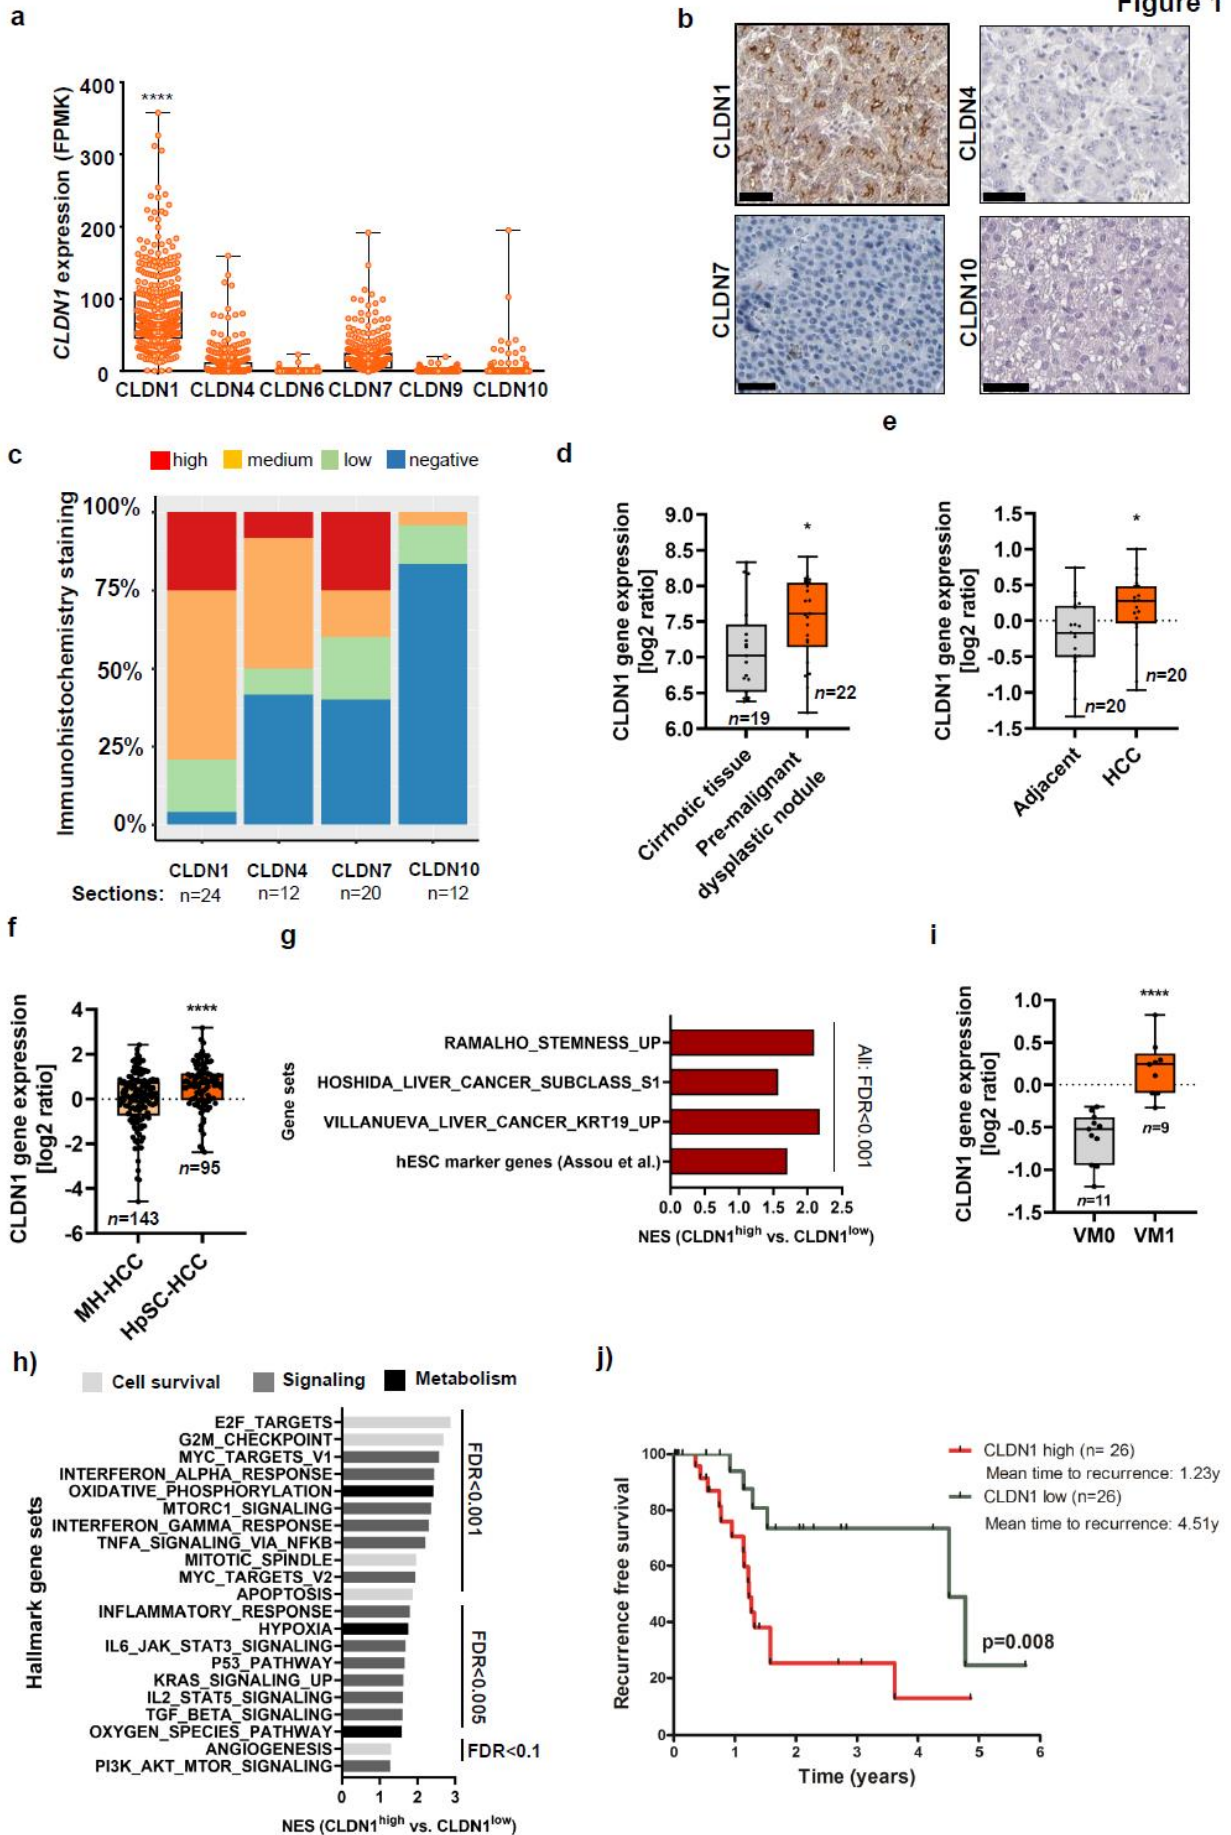 Figure 1
a
CLDN1 expression (FPMK)
400
300
200
100
0
****
CLDN1 CLDN4 CLDN6 CLDN7 CLDN9 CLDN10
b
CLDN1
CLDN4
CLDN7
CLDN10
c
high medium low negative
Immunohistochemistry staining
100%
75%
50%
25%
0%
CLDN1 CLDN4 CLDN7 CLDN10
Sections: n=24 n=12 n=20 n=12
d
CLDN1 gene expression
[log2 ratio]
9.0
8.5
8.0
7.5
7.0
6.5
6.0
*
n=19
n=22
Cirrhotic tissue
Pre-malignant
dysplastic nodule
e
CLDN1 gene expression
[log2 ratio]
1.5
1.0
0.5
0.0
-0.5
-1.0
-1.5
*
n=20
n=20
Adjacent
HCC
f
CLDN1 gene expression
[log2 ratio]
4
2
0
-2
-4
-6
****
n=95
n=143
MH-HCC
HpSC-HCC
g
Gene sets
RAMALHO_STEMNESS_UP
HOSHIDA_LIVER_CANCER_SUBCLASS_S1
VILLANUEVA_LIVER_CANCER_KRT19_UP
hESC marker genes (Assou et al.)
All: FDR<0.001
0.0 0.5 1.0 1.5 2.0 2.5
NES (CLDN1high vs. CLDN1low)
i
CLDN1 gene expression
[log2 ratio]
1.0
0.5
0.0
-0.5
-1.0
-1.5
****
n=9
n=11
VM0 VM1
h)
Cell survival Signaling Metabolism
Hallmark gene sets
E2F_TARGETS
G2M_CHECKPOINT
MYC_TARGETS_V1
INTERFERON_ALPHA_RESPONSE
OXIDATIVE_PHOSPHORYLATION
MTORC1_SIGNALING
INTERFERON_GAMMA_RESPONSE
TNFA_SIGNALING_VIA_NFKB
MITOTIC_SPINDLE
MYC_TARGETS_V2
APOPTOSIS
INFLAMMATORY_RESPONSE
HYPOXIA
IL6_JAK_STAT3_SIGNALING
P53_PATHWAY
KRAS_SIGNALING_UP
IL2_STAT5_SIGNALING
TGF_BETA_SIGNALING
OXYGEN_SPECIES_PATHWAY
ANGIOGENESIS
PI3K_AKT_MTOR_SIGNALING
FDR<0.001
FDR<0.005
FDR<0.1
0 1 2 3
NES (CLDN1high vs. CLDN1low)
j)
Recurrence free survival
100
80
60
40
20
0
CLDN1 high (n= 26)
Mean time to recurrence: 1.23y
CLDN1 low (n=26)
Mean time to recurrence: 4.51y
p=0.008
0 1 2 3 4 5 6
Time (years)